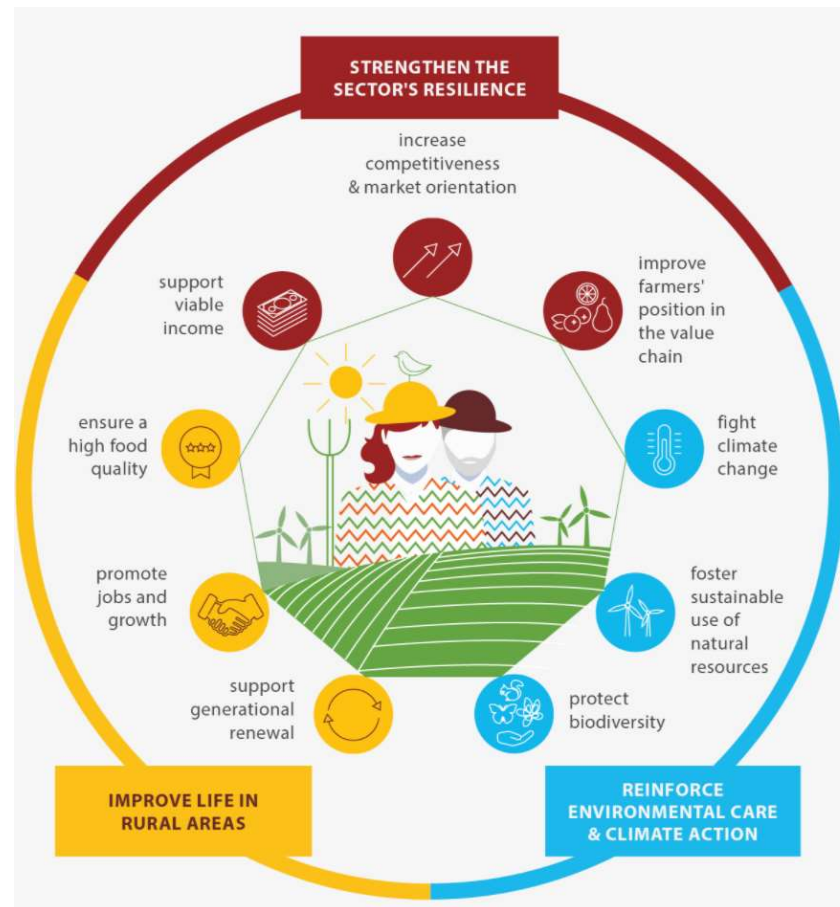 STRENGTHEN THE
SECTOR'S RESILIENCE
increase
competitiveness
& market orientation
support
viable
income
improve
farmers'
position in
the value
chain
ensure a
high food
quality
fight
climate
change
promote
jobs and
growth
foster
sustainable
use of
natural
resources
support
generational
renewal
protect
biodiversity
IMPROVE LIFE IN
RURAL AREAS
REINFORCE
ENVIRONMENTAL CARE
& CLIMATE ACTION